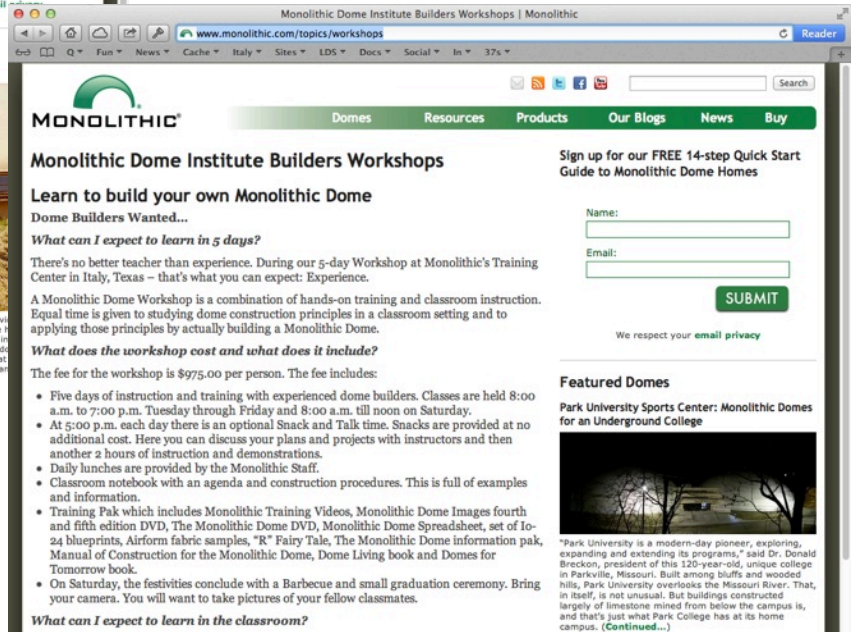 Monolithic Dome Institute Builders Workshops | Monolithic
www.monolithic.com/topics/workshops
Reader
Q▾ Fun▾ News▾ Cache▾ Italy▾ Sites▾ LDS▾ Docs▾ Social▾ In▾ 37s▾
Search
MONOLITHIC
Domes Resources Products Our Blogs News Buy
Monolithic Dome Institute Builders Workshops
Learn to build your own Monolithic Dome
Dome Builders Wanted...
What can I expect to learn in 5 days?
There's no better teacher than experience. During our 5-day Workshop at Monolithic's Training
Center in Italy, Texas – that's what you can expect: Experience.
A Monolithic Dome Workshop is a combination of hands-on training and classroom instruction.
Equal time is given to studying dome construction principles in a classroom setting and to
applying those principles by actually building a Monolithic Dome.
What does the workshop cost and what does it include?
The fee for the workshop is $975.00 per person. The fee includes:
• Five days of instruction and training with experienced dome builders. Classes are held 8:00
a.m. to 7:00 p.m. Tuesday through Friday and 8:00 a.m. till noon on Saturday.
• At 5:00 p.m. each day there is an optional Snack and Talk time. Snacks are provided at no
additional cost. Here you can discuss your plans and projects with instructors and then
another 2 hours of instruction and demonstrations.
• Daily lunches are provided by the Monolithic Staff.
• Classroom notebook with an agenda and construction procedures. This is full of examples
and information.
• Training Pak which includes Monolithic Training Videos, Monolithic Dome Images fourth
and fifth edition DVD, The Monolithic Dome DVD, Monolithic Dome Spreadsheet, set of Io-
24 blueprints, Airform fabric samples, "R" Fairy Tale, The Monolithic Dome information pak,
Manual of Construction for the Monolithic Dome, Dome Living book and Domes for
Tomorrow book.
• On Saturday, the festivities conclude with a Barbecue and small graduation ceremony. Bring
your camera. You will want to take pictures of your fellow classmates.
What can I expect to learn in the classroom?
Sign up for our FREE 14-step Quick Start
Guide to Monolithic Dome Homes
Name:
Email:
SUBMIT
We respect your email privacy
Featured Domes
Park University Sports Center: Monolithic Domes
for an Underground College
"Park University is a modern-day pioneer, exploring,
expanding and extending its programs," said Dr. Donald
Breckon, president of this 120-year-old, unique college
in Parkville, Missouri. Built among bluffs and wooded
hills, Park University overlooks the Missouri River. That,
in itself, is not unusual. But buildings constructed
largely of limestone mined from below the campus is,
and that's just what Park College has at its home
campus. (Continued...)